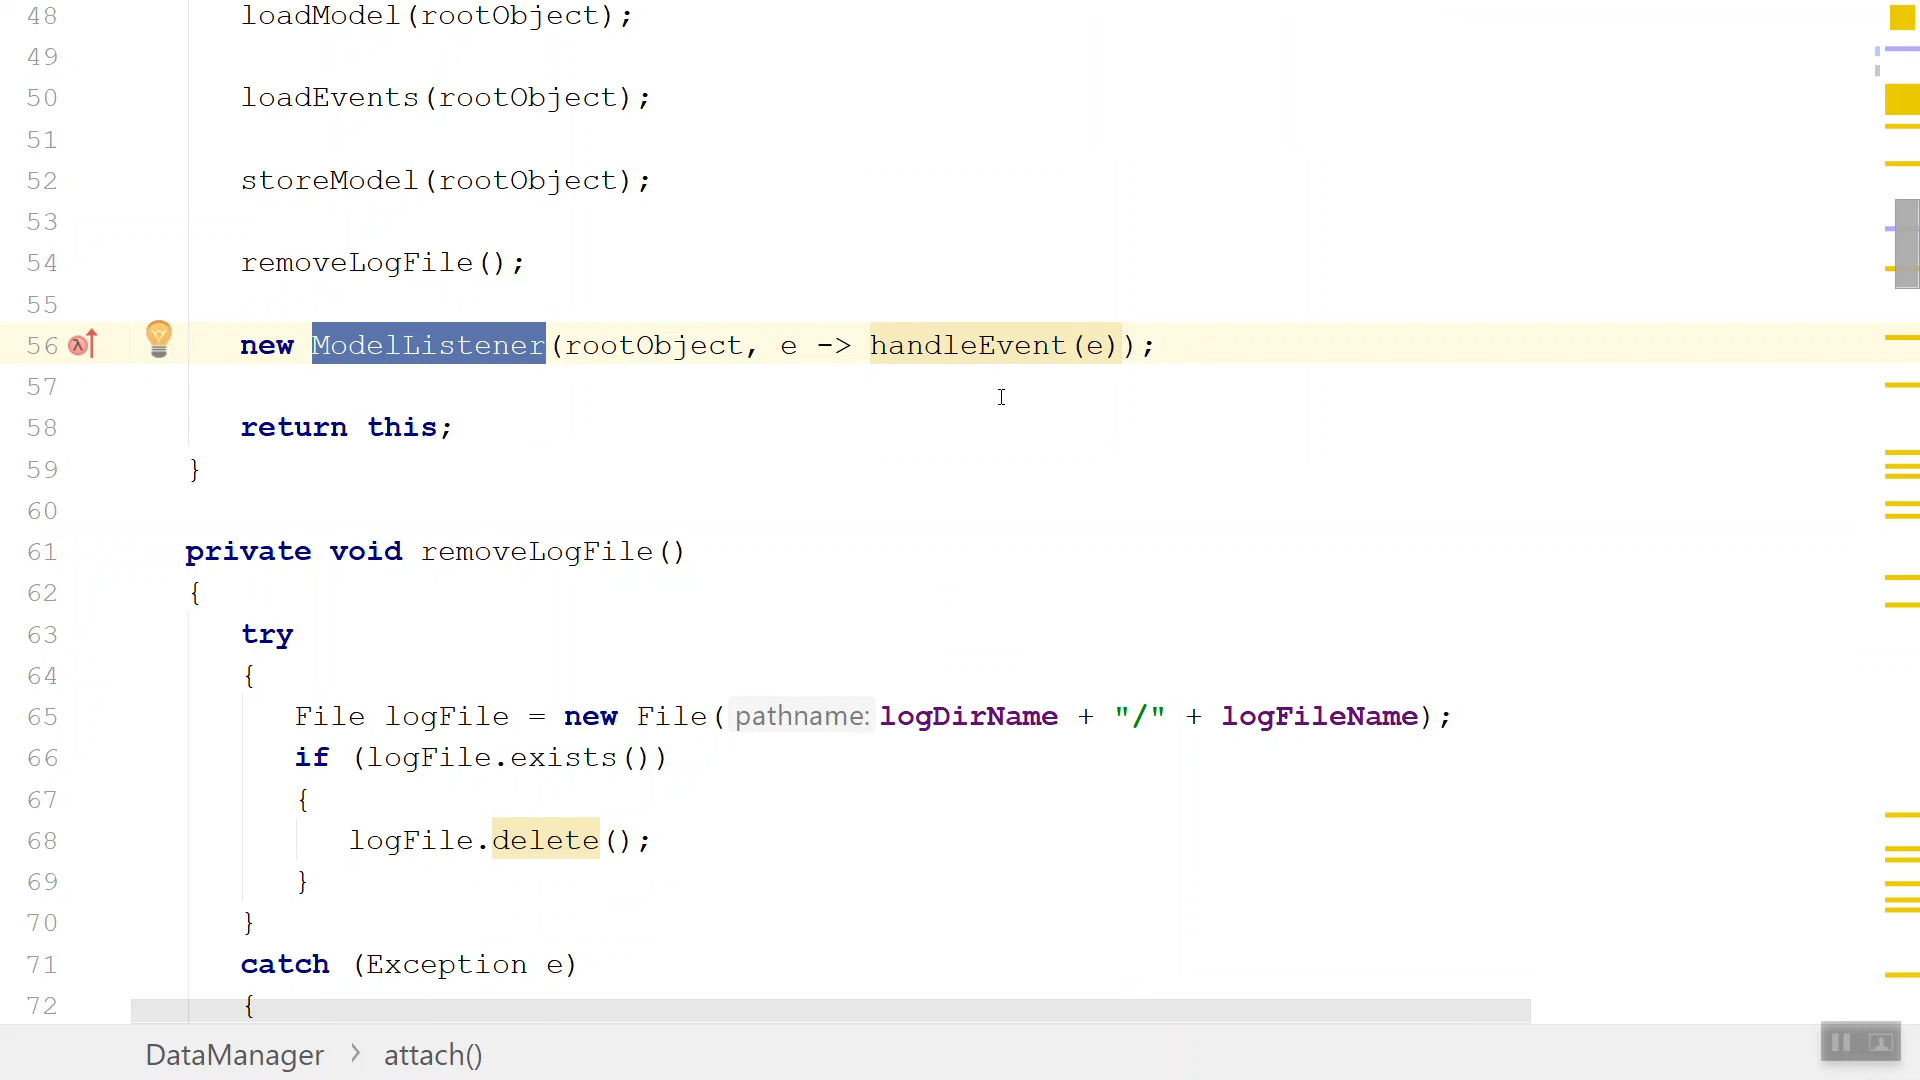 48 loadModel(rootObject);
49
50 loadEvents(rootObject);
51
52 storeModel(rootObject);
53
54 removeLogFile();
55
56 new ModelListener(rootObject, e -> handleEvent(e));
57
58 return this;
59 }
60
61 private void removeLogFile()
62 {
63 try
64 {
65 File logFile = new File( pathname: logDirName + "/" + logFileName);
66 if (logFile.exists())
67 {
68 logFile.delete();
69 }
70 }
71 catch (Exception e)
72 {
DataManager > attach()